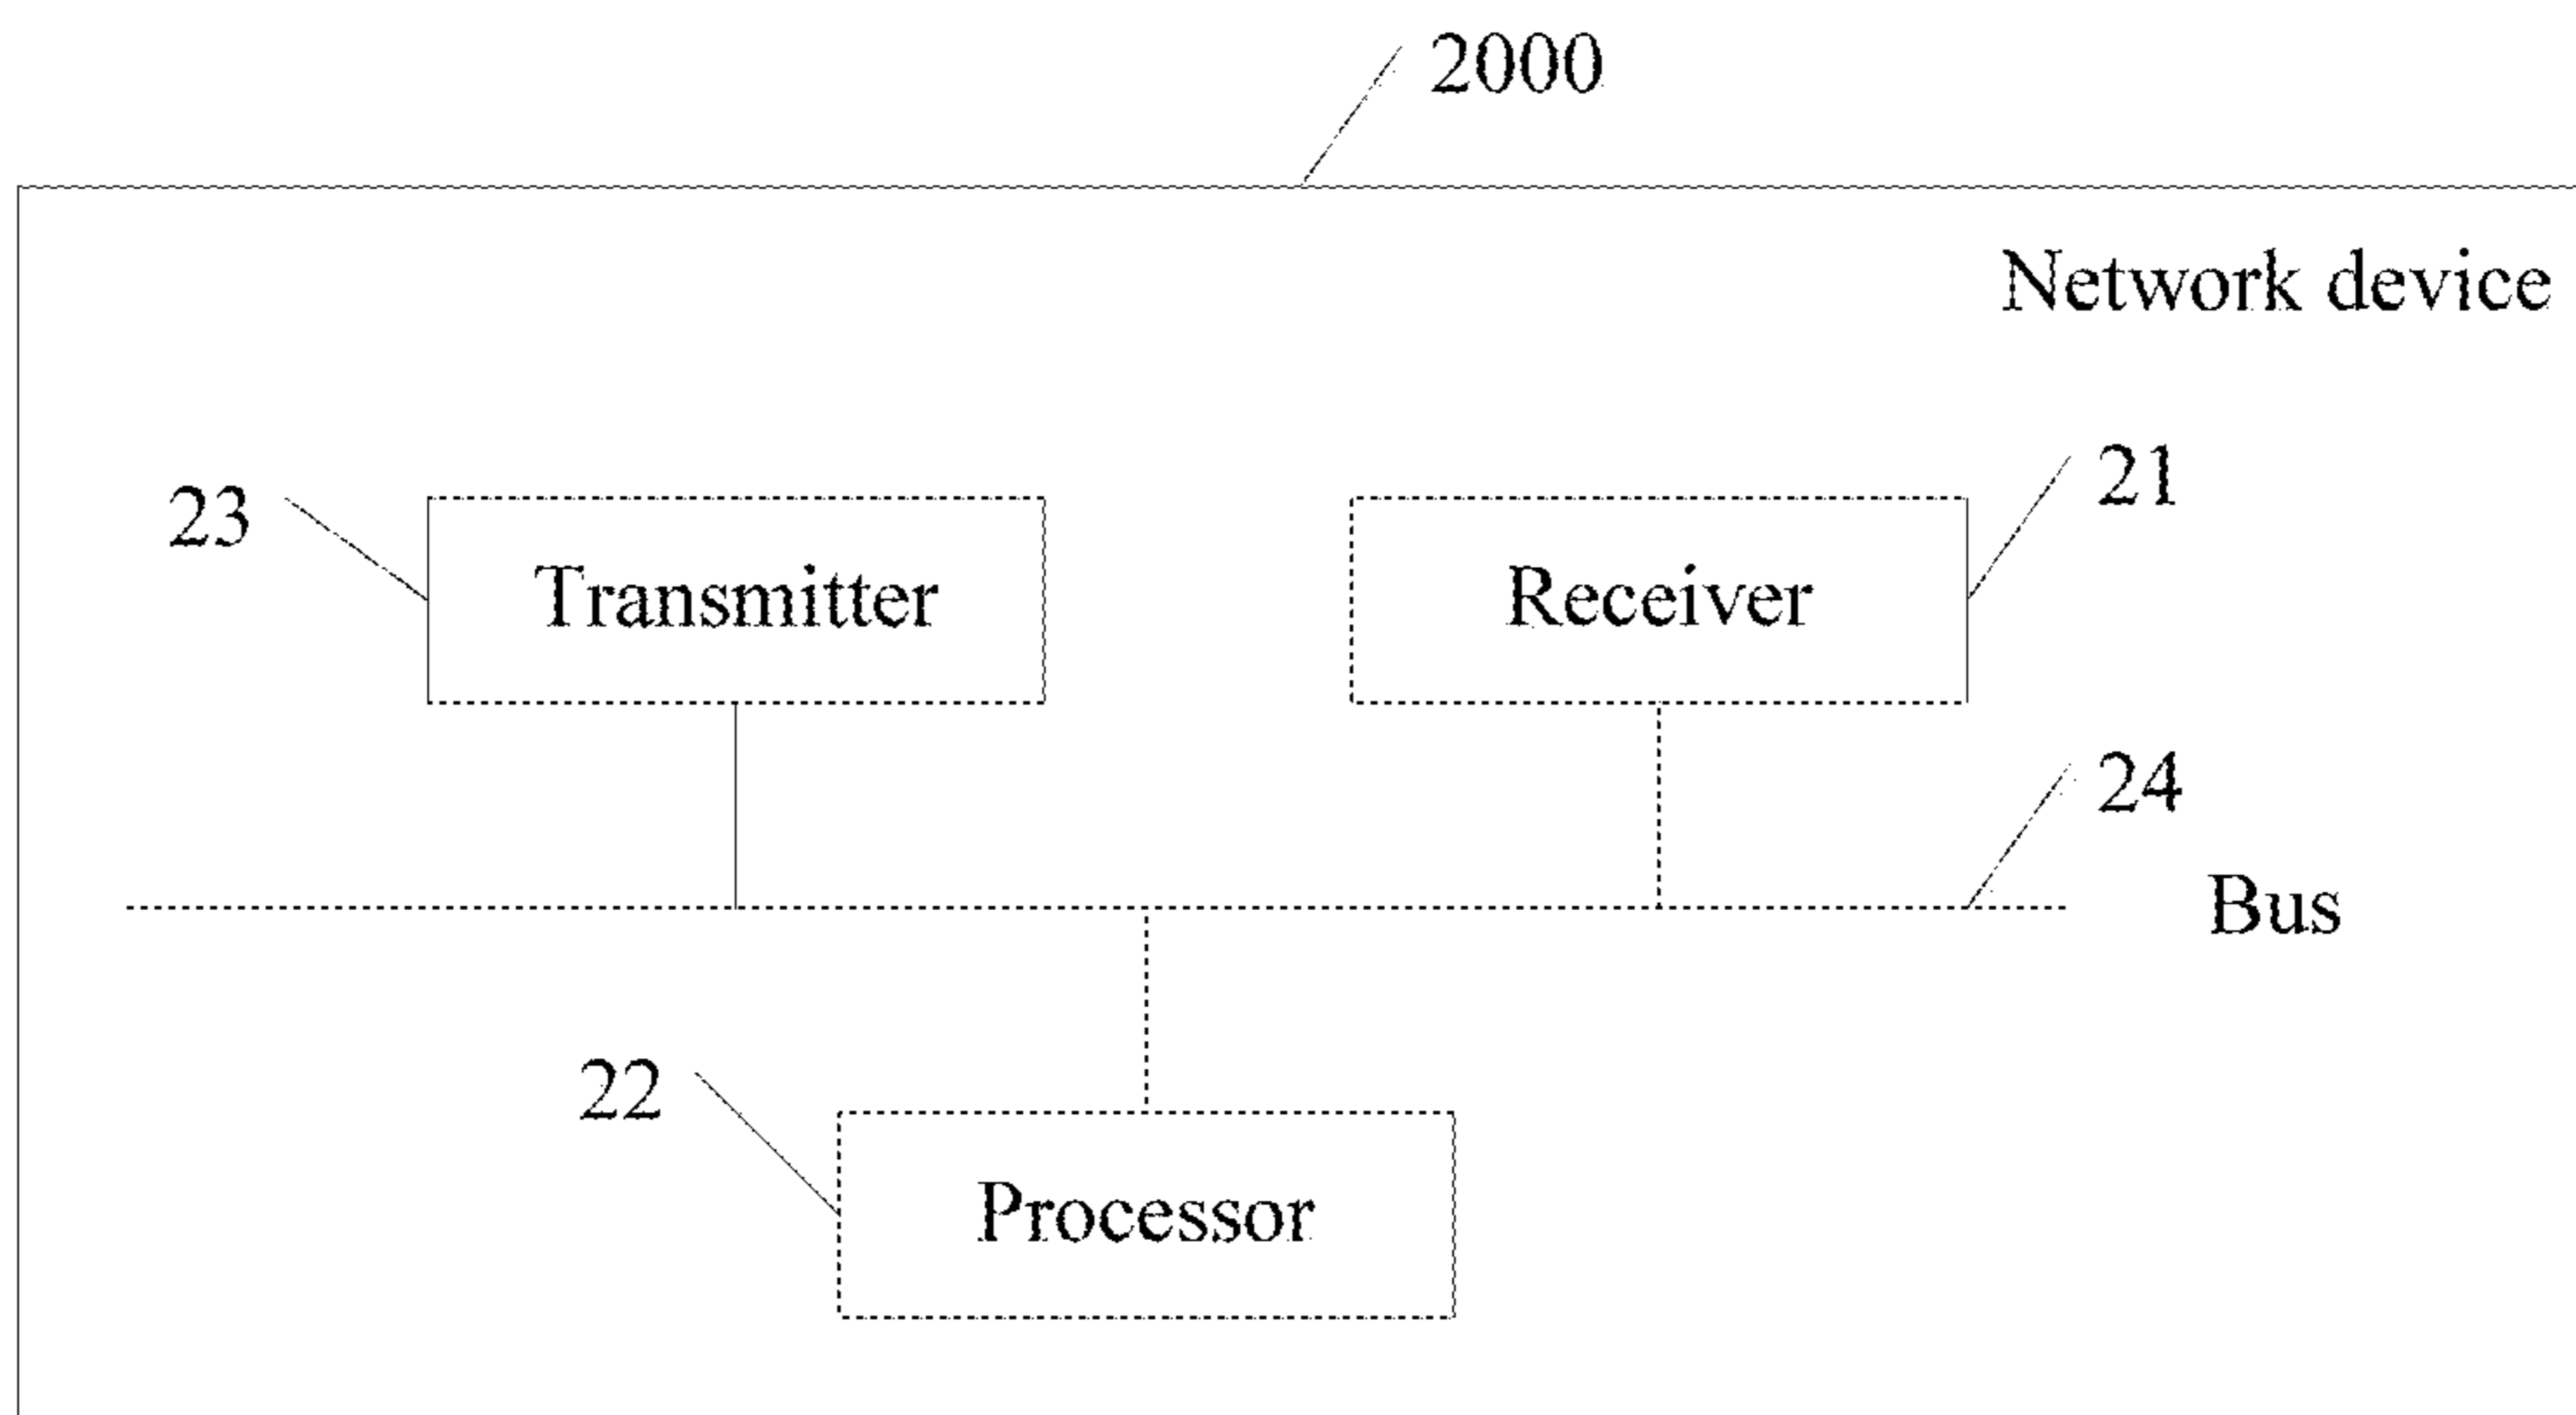 2000
Network device
23
Transmitter
Receiver
21
24
Bus
22
Processor